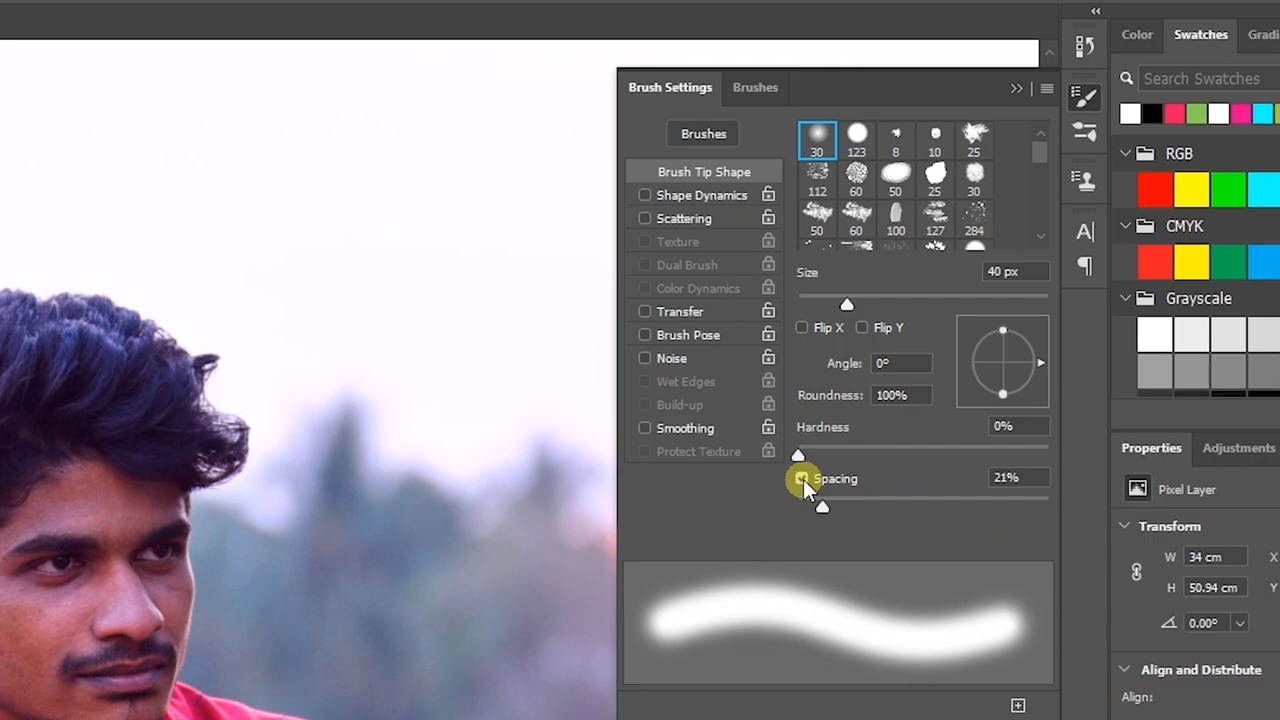 Color Swatches Gradi
Brush Settings Brushes
Search Swatches
Brushes
30 123 8 10 25
112 60 50 25 30
50 60 100 127 284
Brush Tip Shape
Shape Dynamics
Scattering
Texture
Dual Brush
Color Dynamics
Transfer
Brush Pose
Noise
Wet Edges
Build-up
Smoothing
Protect Texture
Size 40 px
Flip X Flip Y
Angle: 0°
Roundness: 100%
Hardness 0%
Spacing 21%
RGB
CMYK
Grayscale
A
Properties Adjustments
Pixel Layer
Transform
W 34 cm X
H 50.94 cm Y
0.00°
Align and Distribute
Align: